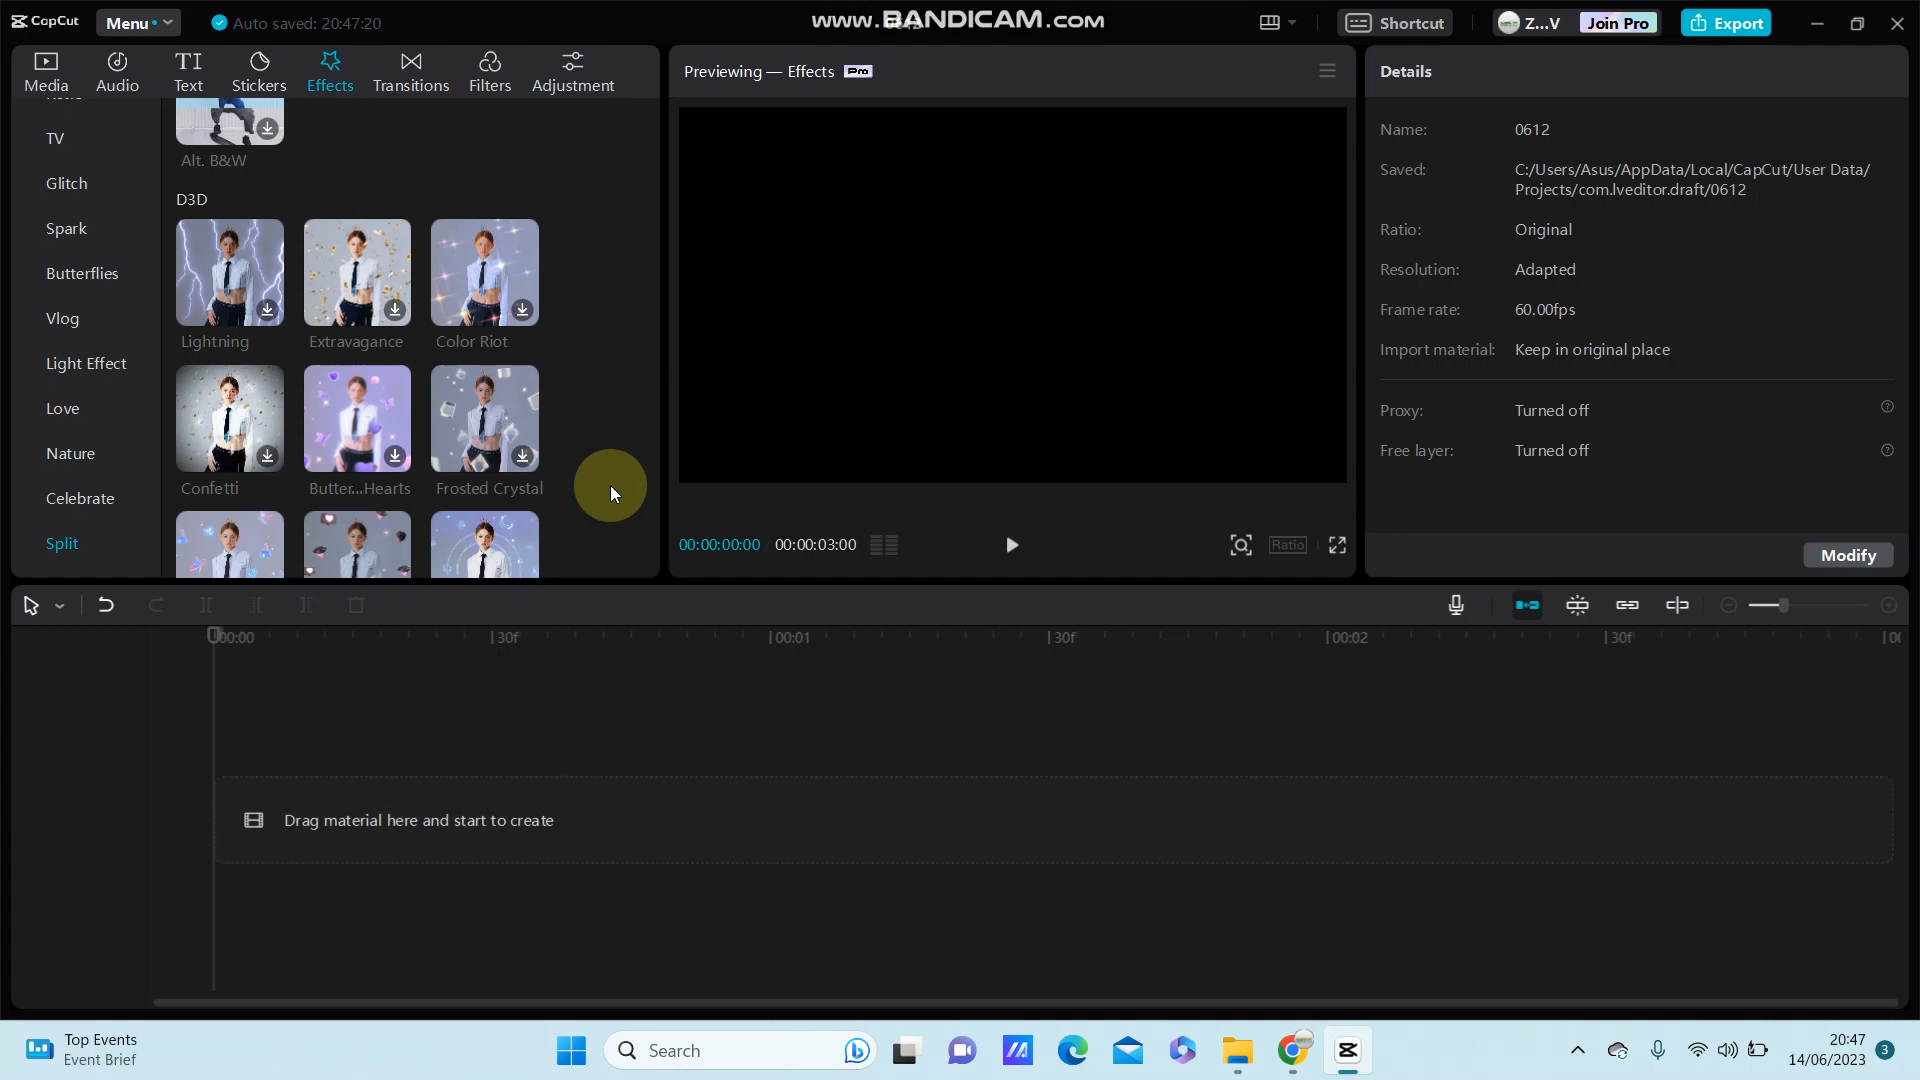 CapCut
Menu
Auto saved: 20:47:20
www.BANDICAM.com
Shortcut
Z...V
Join Pro
Export
Media
Audio
Text
Stickers
Effects
Transitions
Filters
Adjustment
Previewing — Effects Pro
Details
TV
Glitch
Spark
Butterflies
Vlog
Light Effect
Love
Nature
Celebrate
Split
Alt. B&W
D3D
Lightning
Extravagance
Color Riot
Confetti
Butter...Hearts
Frosted Crystal
Name: 0612
Saved: C:/Users/Asus/AppData/Local/CapCut/User Data/
Projects/com.lveditor.draft/0612
Ratio: Original
Resolution: Adapted
Frame rate: 60.00fps
Import material: Keep in original place
Proxy: Turned off
Free layer: Turned off
Modify
00:00:00:00 00:00:03:00
Ratio
00:00
30f
00:01
30f
00:02
30f
Drag material here and start to create
Top Events
Event Brief
Search
20:47
14/06/2023
3